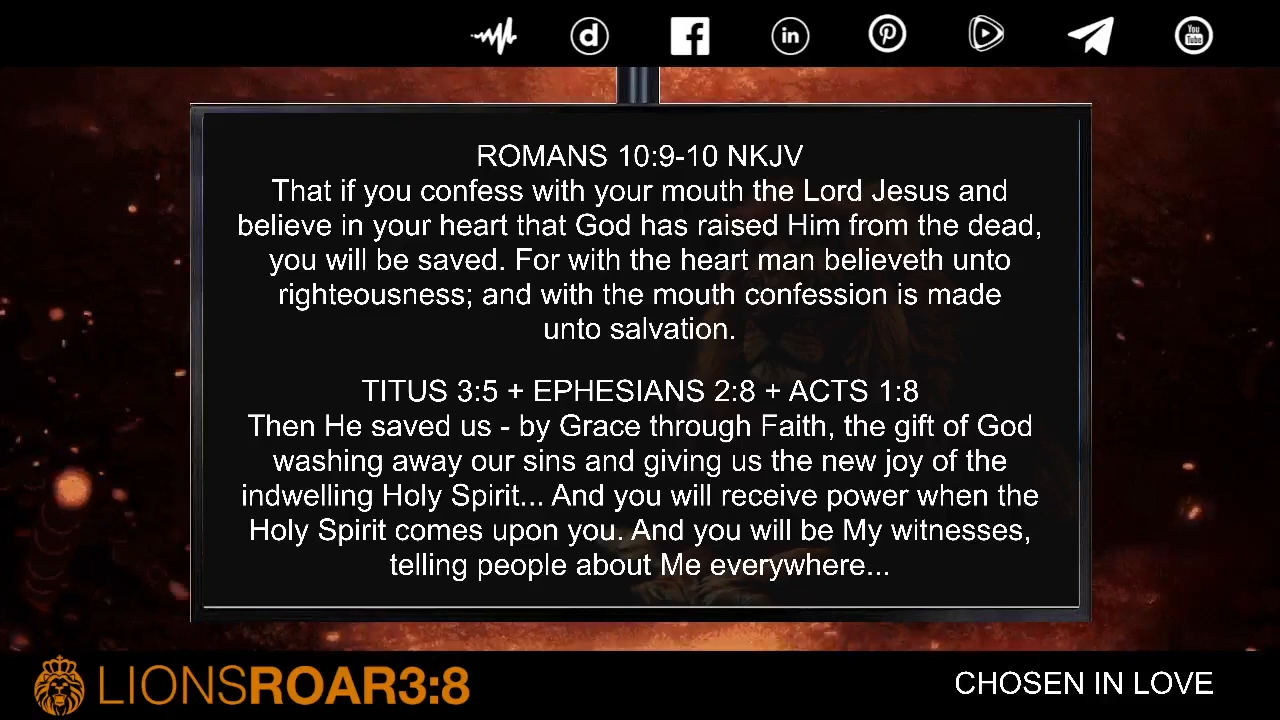 You
Tube
ROMANS 10:9-10 NKJV
That if you confess with your mouth the Lord Jesus and
believe in your heart that God has raised Him from the dead,
you will be saved. For with the heart man believeth unto
righteousness; and with the mouth confession is made
unto salvation.
TITUS 3:5 + EPHESIANS 2:8 + ACTS 1:8
Then He saved us - by Grace through Faith, the gift of God
washing away our sins and giving us the new joy of the
indwelling Holy Spirit... And you will receive power when the
Holy Spirit comes upon you. And you will be My witnesses,
telling people about Me everywhere...
LIONSROAR3:8
CHOSEN IN LOVE